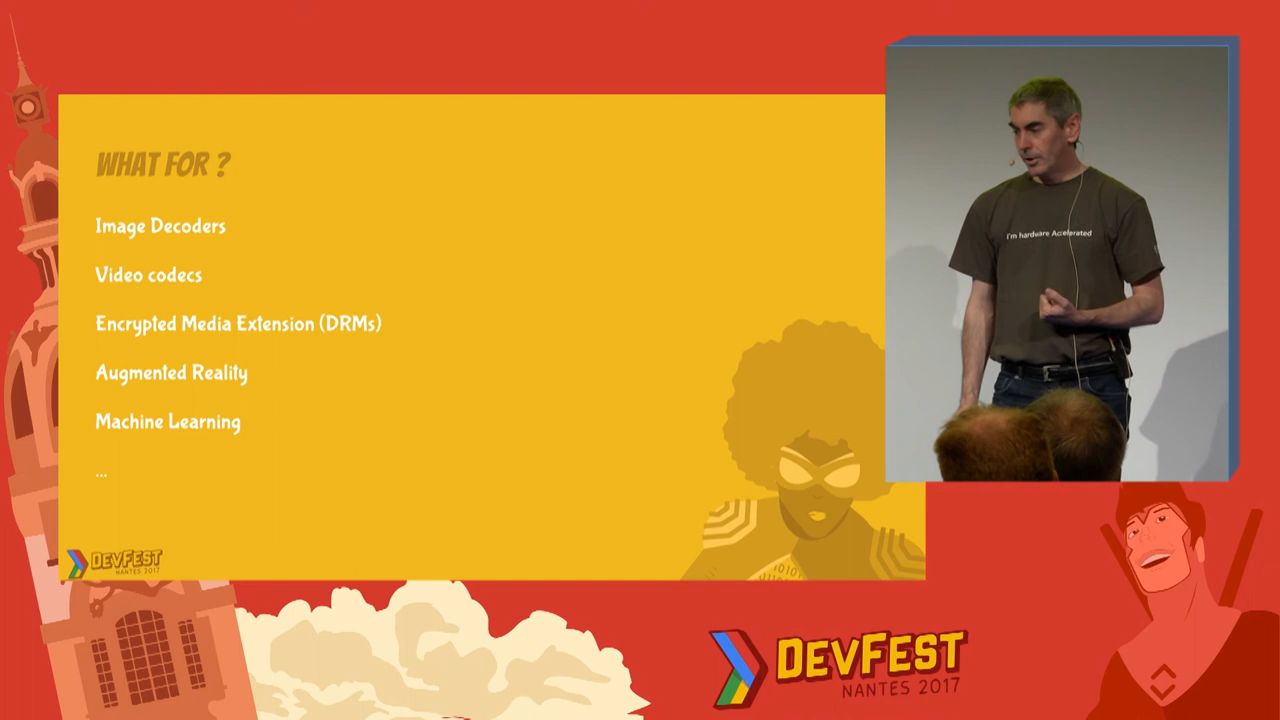 WHAT FOR ?
Image Decoders
Video codecs
Encrypted Media Extension (DRMs)
Augmented Reality
Machine Learning
...
DEVFEST
NANTES 2017
I'm hardware Accelerated
DEVFEST
NANTES 2017